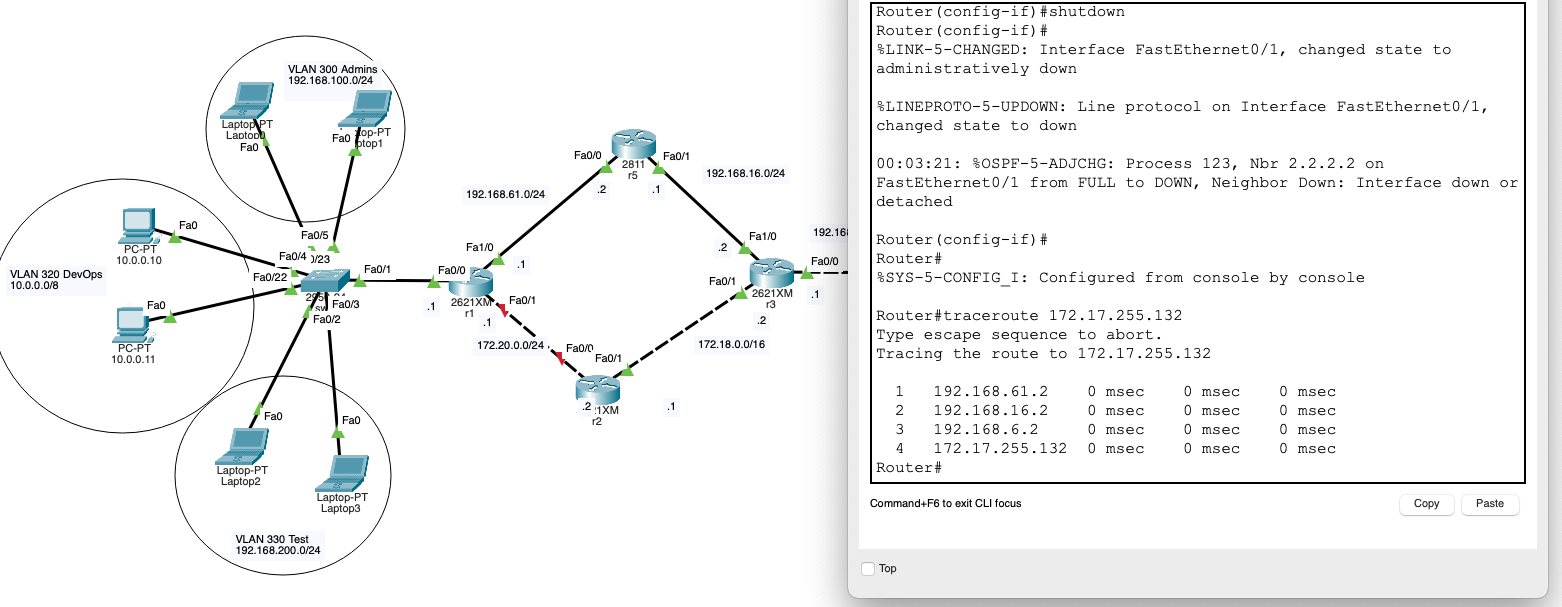 VLAN 300 Admins
192.168.100.0/24
Laptop-PT
Laptop0
Fa0
Fa0
top-PT
ptop1
VLAN 320 DevOps
10.0.0.0/8
Fa0
PC-PT
10.0.0.10
Fa0
PC-PT
10.0.0.11
Fa0/5
Fa0/4
0/23
Fa0/22
Fa0/1
Fa0/3
Fa0/2
Fa0/0
.1
2621XM
r1
Fa1/0
.1
Fa0/1
.1
192.168.61.0/24
Fa0/0
.2
2811
r5
Fa0/1
.1
192.168.16.0/24
Fa1/0
.2
192.168
Fa0/0
.1
Fa0/1
2621XM
r3
.2
172.18.0.0/16
172.20.0.0/24
Fa0/0
Fa0/1
.2
1XM
r2
.1
Fa0
Laptop-PT
Laptop2
Fa0
Laptop-PT
Laptop3
VLAN 330 Test
192.168.200.0/24
Router(config-if)#shutdown
Router(config-if)#
%LINK-5-CHANGED: Interface FastEthernet0/1, changed state to
administratively down
%LINEPROTO-5-UPDOWN: Line protocol on Interface FastEthernet0/1,
changed state to down
00:03:21: %OSPF-5-ADJCHG: Process 123, Nbr 2.2.2.2 on
FastEthernet0/1 from FULL to DOWN, Neighbor Down: Interface down or
detached
Router(config-if)#
Router#
%SYS-5-CONFIG_I: Configured from console by console
Router#traceroute 172.17.255.132
Type escape sequence to abort.
Tracing the route to 172.17.255.132
1 192.168.61.2 0 msec 0 msec 0 msec
2 192.168.16.2 0 msec 0 msec 0 msec
3 192.168.6.2 0 msec 0 msec 0 msec
4 172.17.255.132 0 msec 0 msec 0 msec
Router#
Command+F6 to exit CLI focus
Copy
Paste
Top